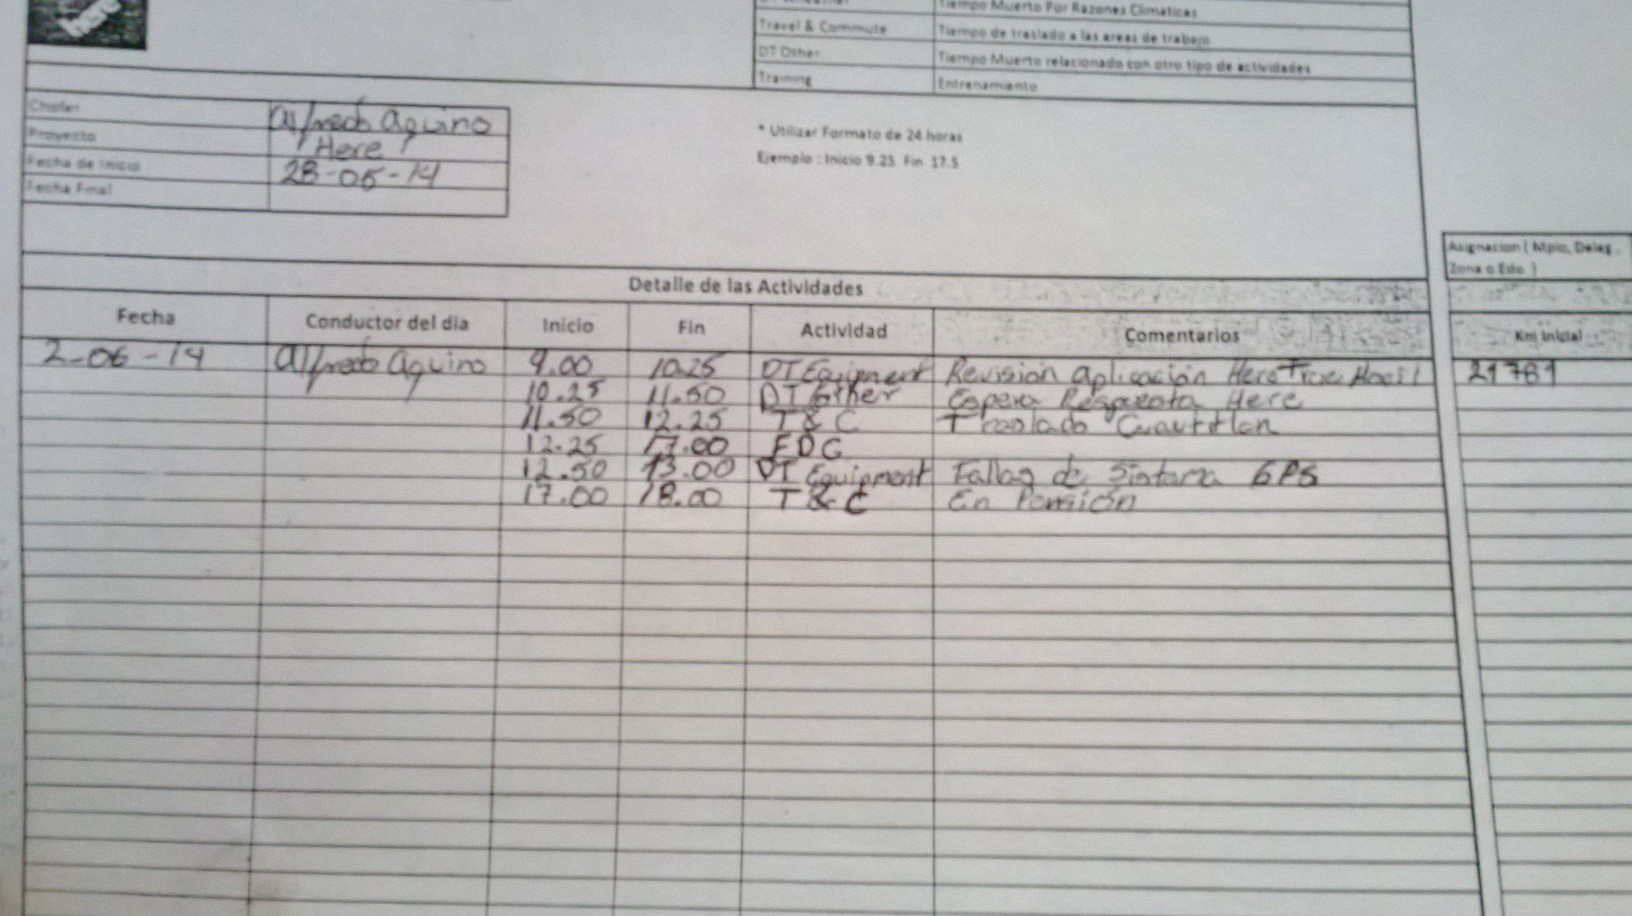 Tiempo Muerto Por Razones Climaticas
Travel & Commute Tiempo de traslado a las areas de trabajo
DT Other Tiempo Muerto relacionado con otro tipo de actividades
Training Entrenamiento
Chofer Alfredo Aquino
Proyecto Here
Fecha de Inicio 28-05-14
Fecha Final
* Utilizar Formato de 24 horas
Ejemplo : Inicio 9.25 Fin 17.5
Asignacion ( Mpio, Deleg.
Zona o Edo. )
Detalle de las Actividades
Fecha Conductor del dia Inicio Fin Actividad Comentarios Km Inicial
2-06-14 Alfredo Aquino 9.00 10.25 DT Equipment Revisión Aplicación Here 21781
10.25 11.50 DT Other Espera Respuesta Here
11.50 12.25 T & C Traslado Cuautitlan
12.25 17.00 FDC
12.50 13.00 DT Equipment Fallas de Sintoma GPS
17.00 18.00 T & C En Pensión